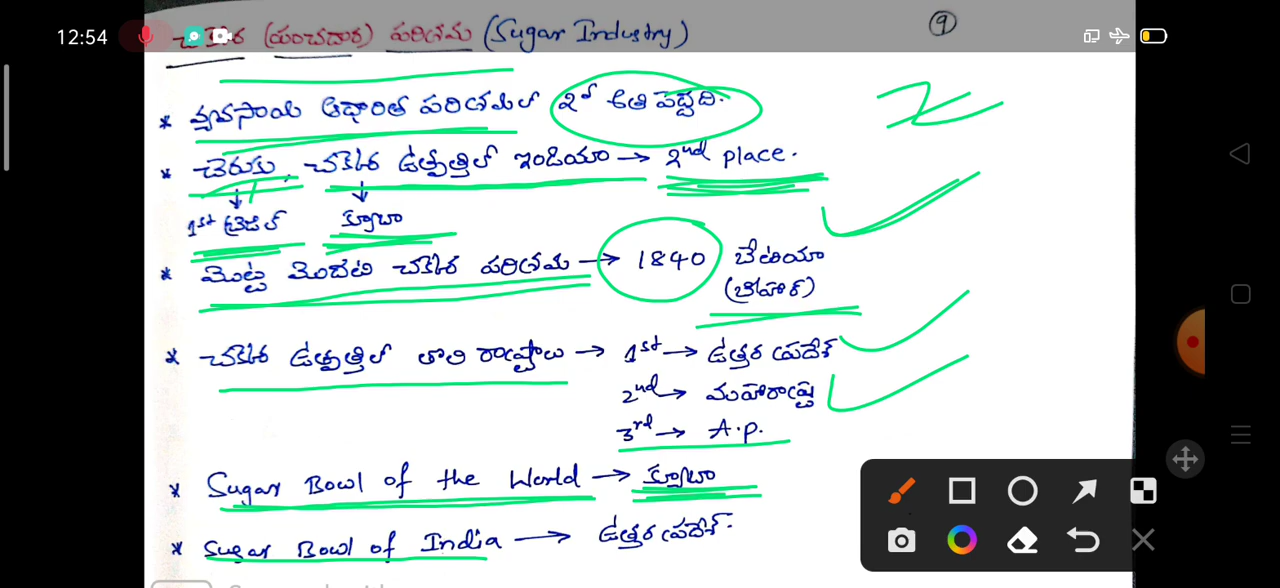 12:54
చక్కెర (పంచదార) పరిశ్రమ (Sugar Industry)
9
* వ్యవసాయ ఆధారిత పరిశ్రమలలో 2వ అతి పెద్దది.
* చెరుకు, చక్కెర ఉత్పత్తిలో ఇండియా → 2nd place.
1st బ్రెజిల్ క్యూబా
* మొట్ట మొదటి చక్కెర పరిశ్రమ → 1840 బేతియా
(బీహార్)
* చక్కెర ఉత్పత్తిలో తొలి రాష్ట్రాలు → 1st → ఉత్తర ప్రదేశ్
2nd → మహారాష్ట్ర
3rd → A.P.
* Sugar Bowl of the World → క్యూబా
* Sugar Bowl of India → ఉత్తర ప్రదేశ్.